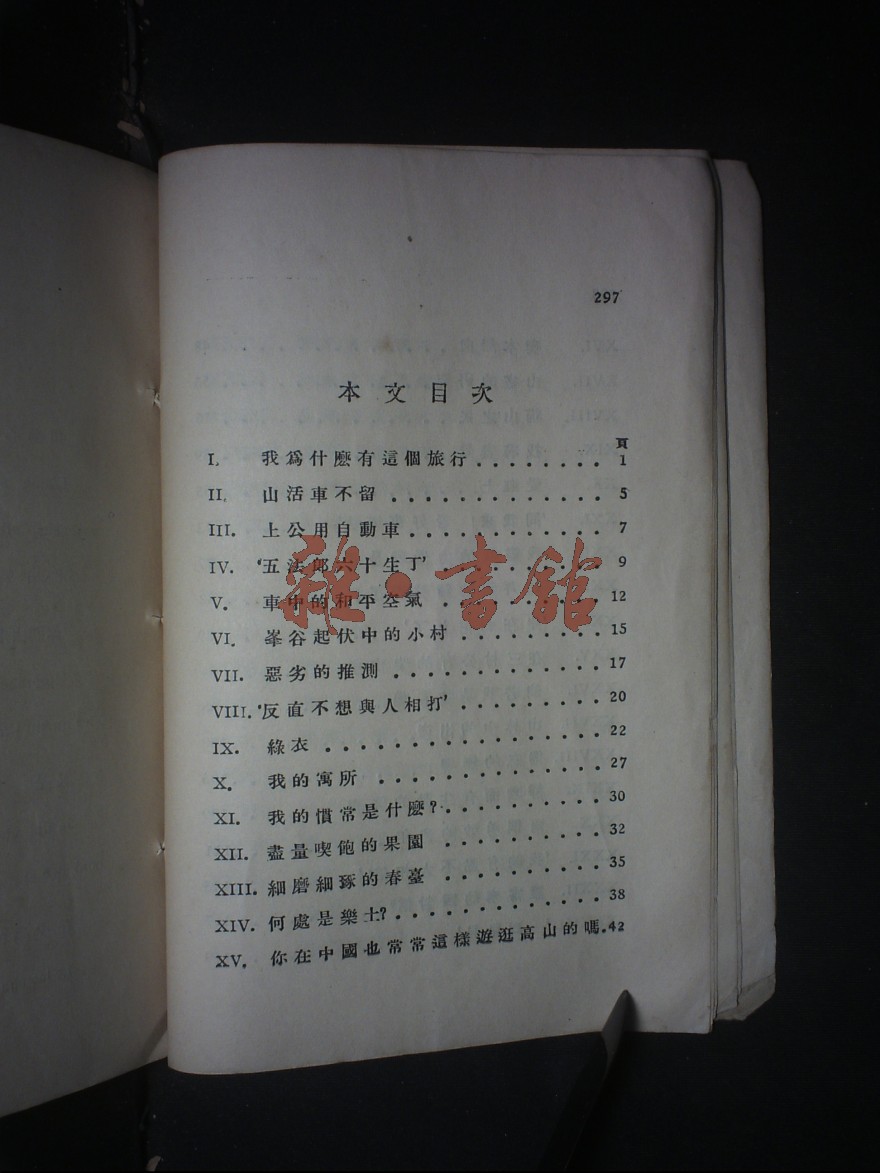 297
本文目次
頁
I. 我爲什麽有這個旅行........1
II. 山活車不留............5
III. 上公用自動車...........7
IV. '五法郎六十生丁'.........9
V. 車中的和平空氣..........12
VI. 峯谷起伏中的小村.........15
VII. 惡劣的推測............17
VIII. '反直不想與人相打'........20
IX. 綠衣................22
X. 我的寓所.............27
XI. 我的慣常是什麽?..........30
XII. 盡量喫飽的果園..........32
XIII. 細磨細琢的春臺..........35
XIV. 何處是樂土?............38
XV. 你在中國也常常這樣遊逛高山的嗎.42
雜·書館